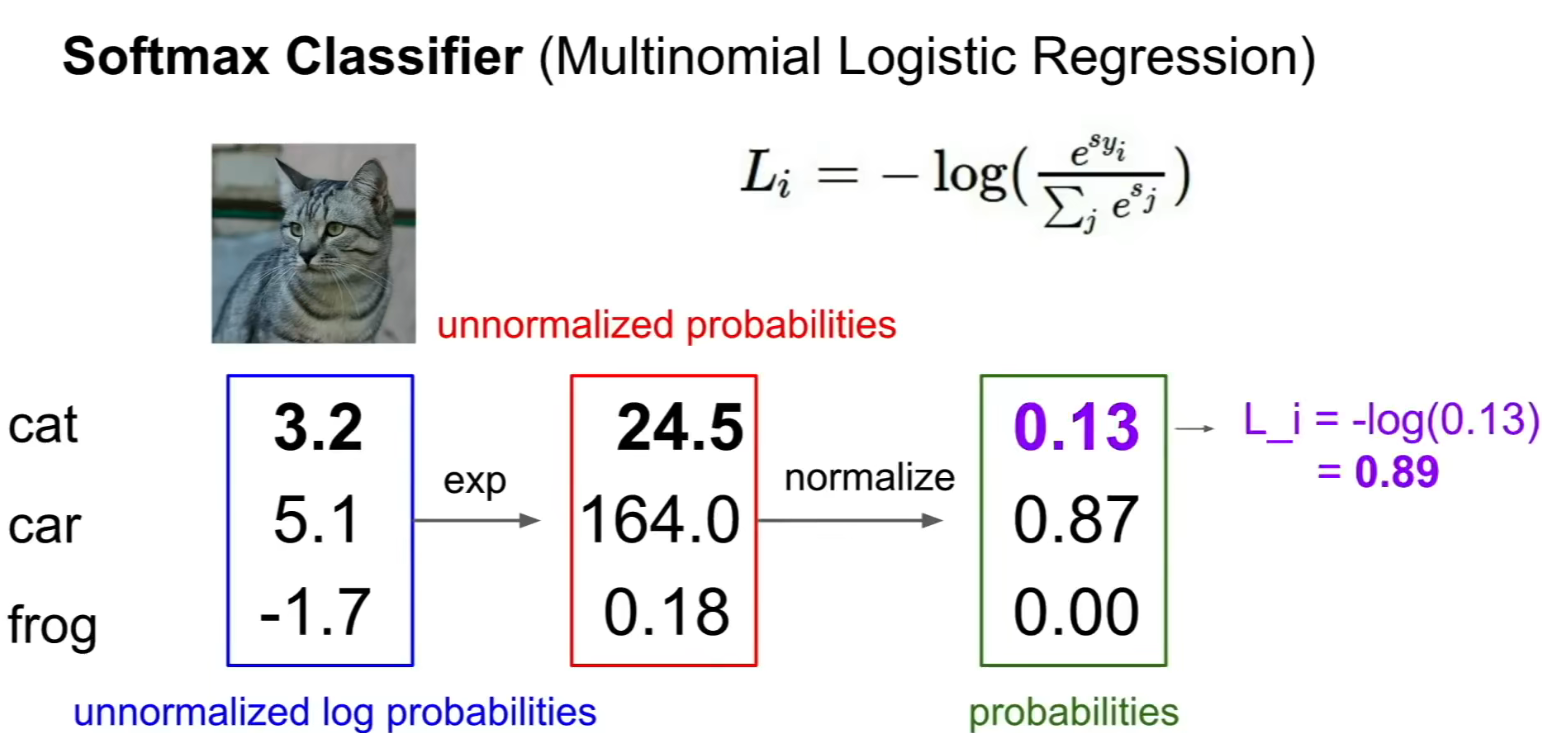 Softmax Classifier (Multinomial Logistic Regression)
L_i = -log(e^{s_{y_i}} / ∑_j e^{s_j})
unnormalized probabilities
cat 3.2 24.5 0.13 → L_i = -log(0.13)
= 0.89
exp normalize
car 5.1 164.0 0.87
frog -1.7 0.18 0.00
unnormalized log probabilities probabilities